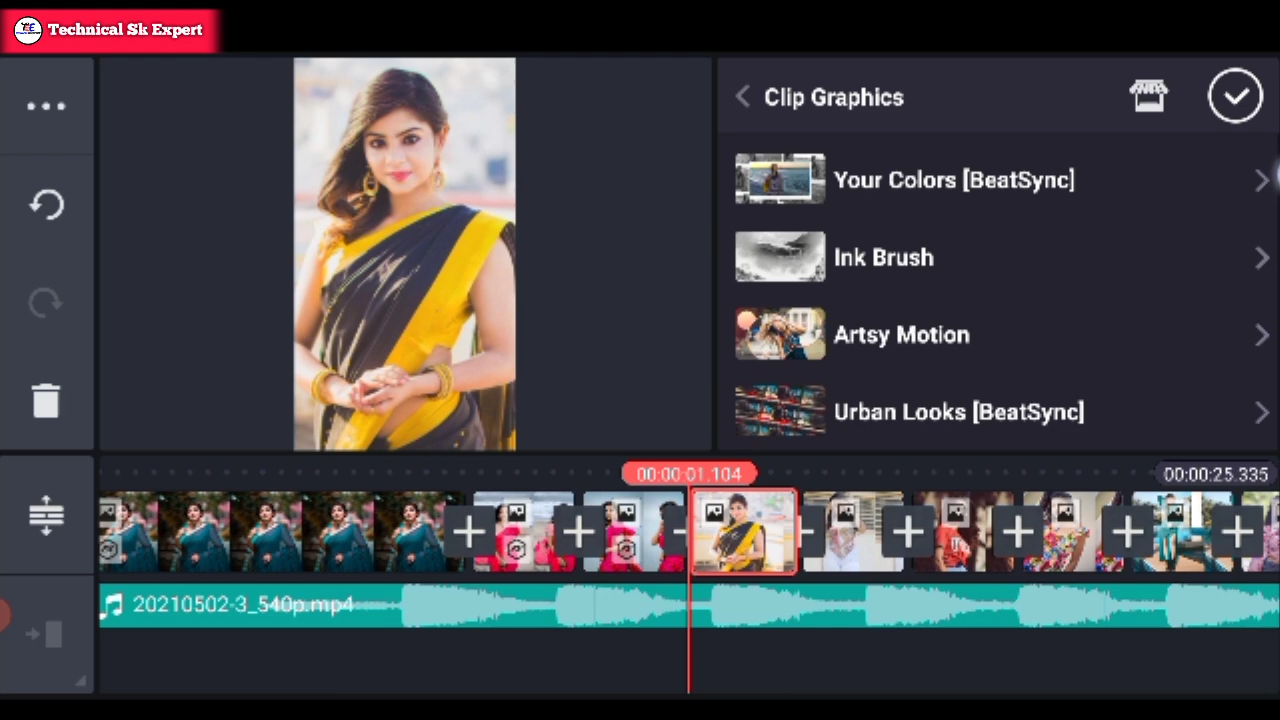 Technical Sk Expert
Clip Graphics
Your Colors [BeatSync]
Ink Brush
Artsy Motion
Urban Looks [BeatSync]
00:00:01.104
00:00:25.335
20210502-3_540p.mp4